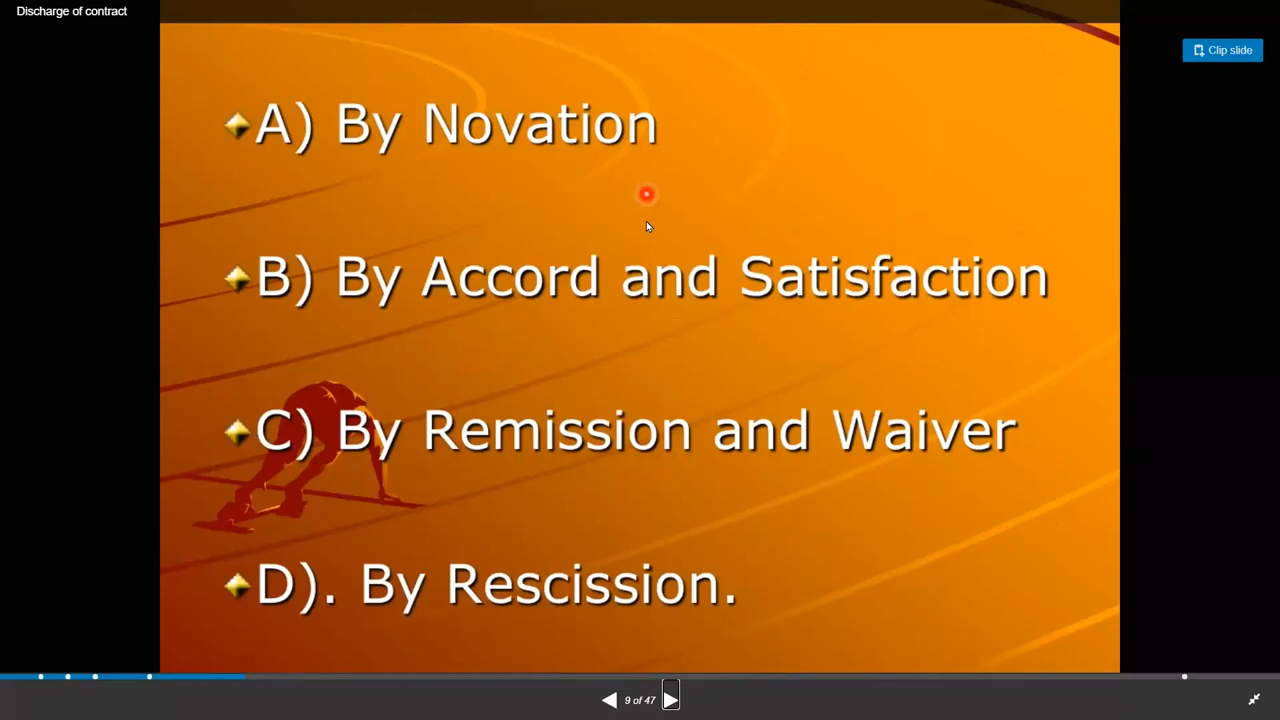 Discharge of contract
Clip slide
A) By Novation
B) By Accord and Satisfaction
C) By Remission and Waiver
D). By Rescission.
9 of 47